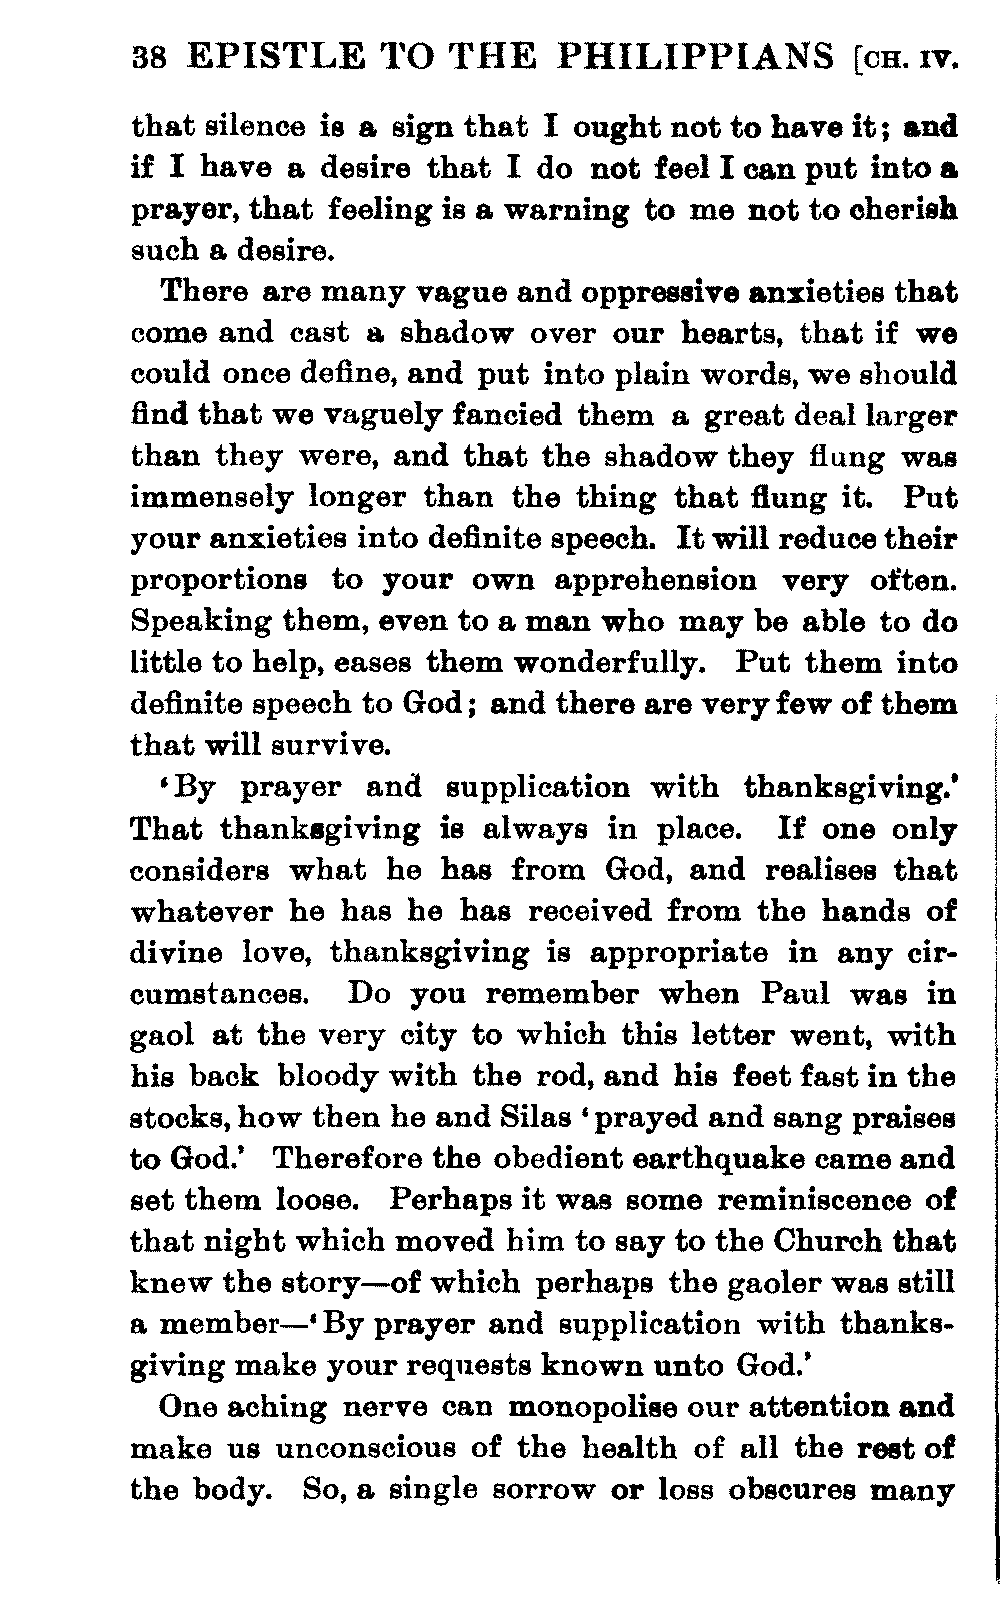 38 EPISTLE TO THE PHILIPPIANS [CH. IV.
that silence is a sign that I ought not to have it; and
if I have a desire that I do not feel I can put into a
prayer, that feeling is a warning to me not to cherish
such a desire.
There are many vague and oppressive anxieties that
come and cast a shadow over our hearts, that if we
could once define, and put into plain words, we should
find that we vaguely fancied them a great deal larger
than they were, and that the shadow they flung was
immensely longer than the thing that flung it. Put
your anxieties into definite speech. It will reduce their
proportions to your own apprehension very often.
Speaking them, even to a man who may be able to do
little to help, eases them wonderfully. Put them into
definite speech to God; and there are very few of them
that will survive.
'By prayer and supplication with thanksgiving.'
That thanksgiving is always in place. If one only
considers what he has from God, and realises that
whatever he has he has received from the hands of
divine love, thanksgiving is appropriate in any cir-
cumstances. Do you remember when Paul was in
gaol at the very city to which this letter went, with
his back bloody with the rod, and his feet fast in the
stocks, how then he and Silas 'prayed and sang praises
to God.' Therefore the obedient earthquake came and
set them loose. Perhaps it was some reminiscence of
that night which moved him to say to the Church that
knew the story—of which perhaps the gaoler was still
a member—'By prayer and supplication with thanks-
giving make your requests known unto God.'
One aching nerve can monopolise our attention and
make us unconscious of the health of all the rest of
the body. So, a single sorrow or loss obscures many